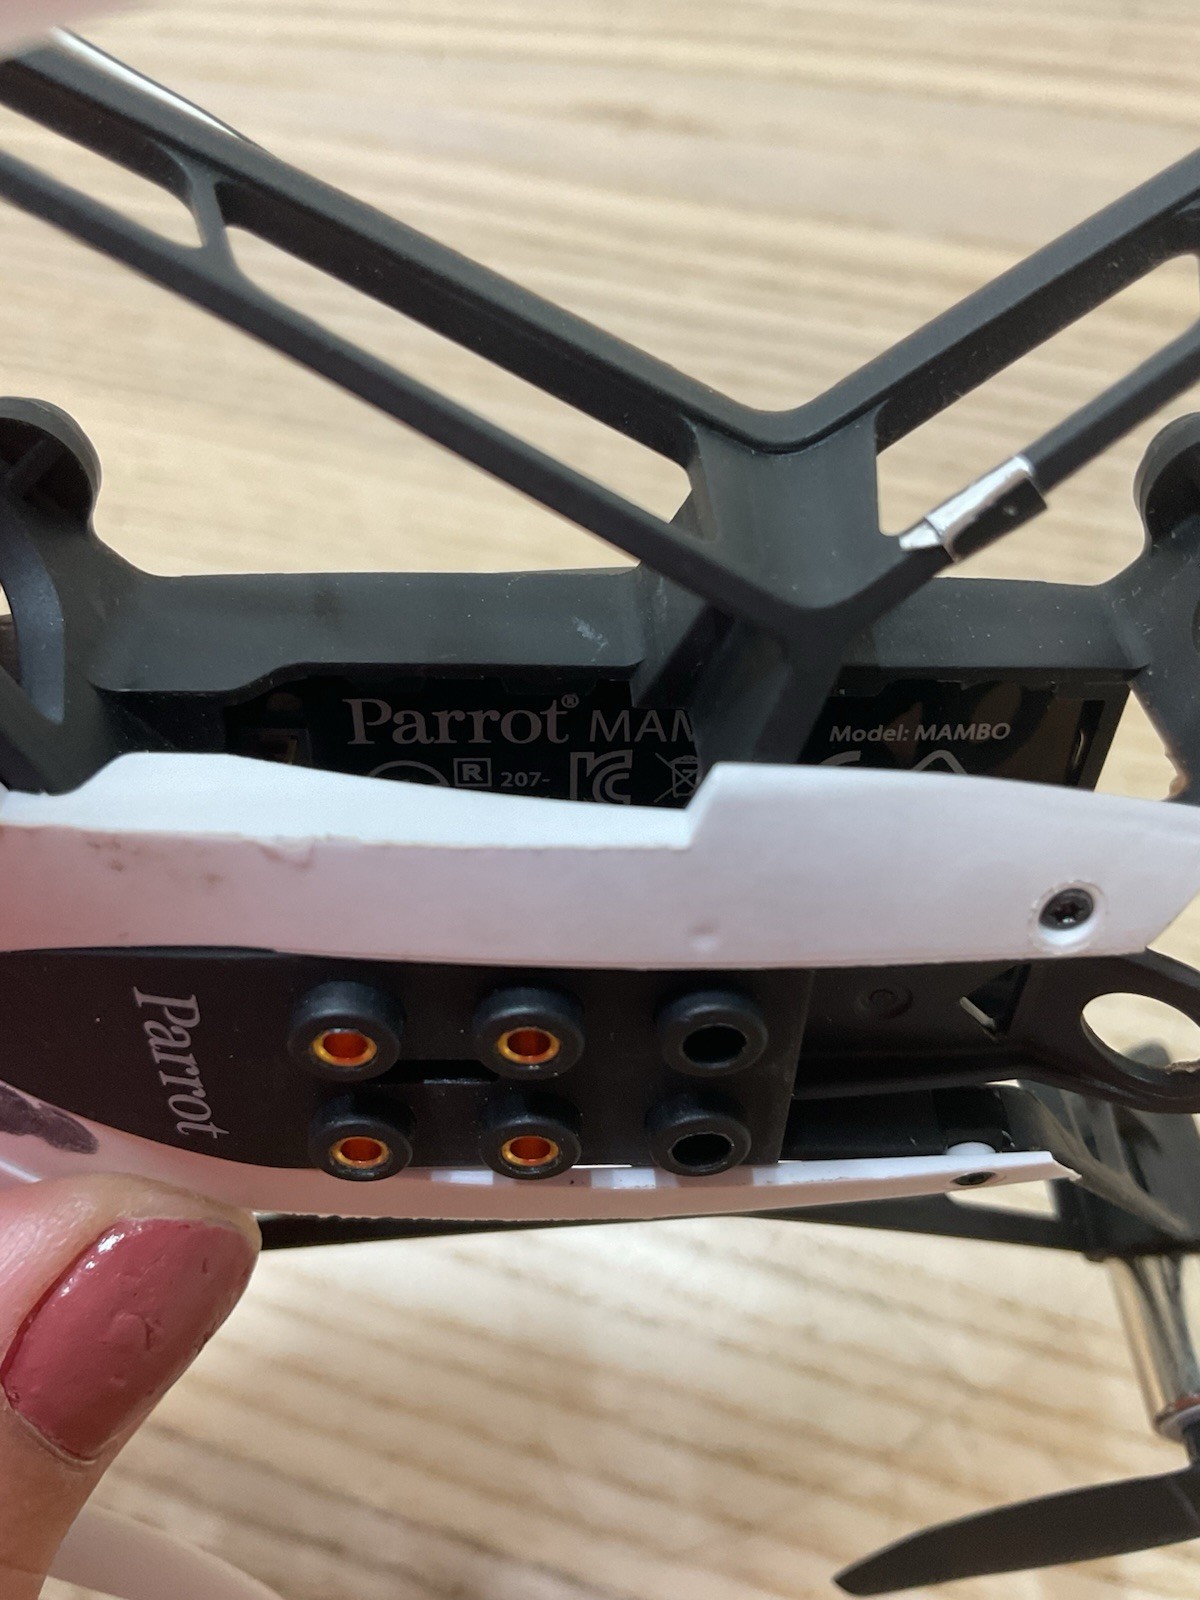 Parrot® MAM
Model: MAMBO
R 207-
Parrot